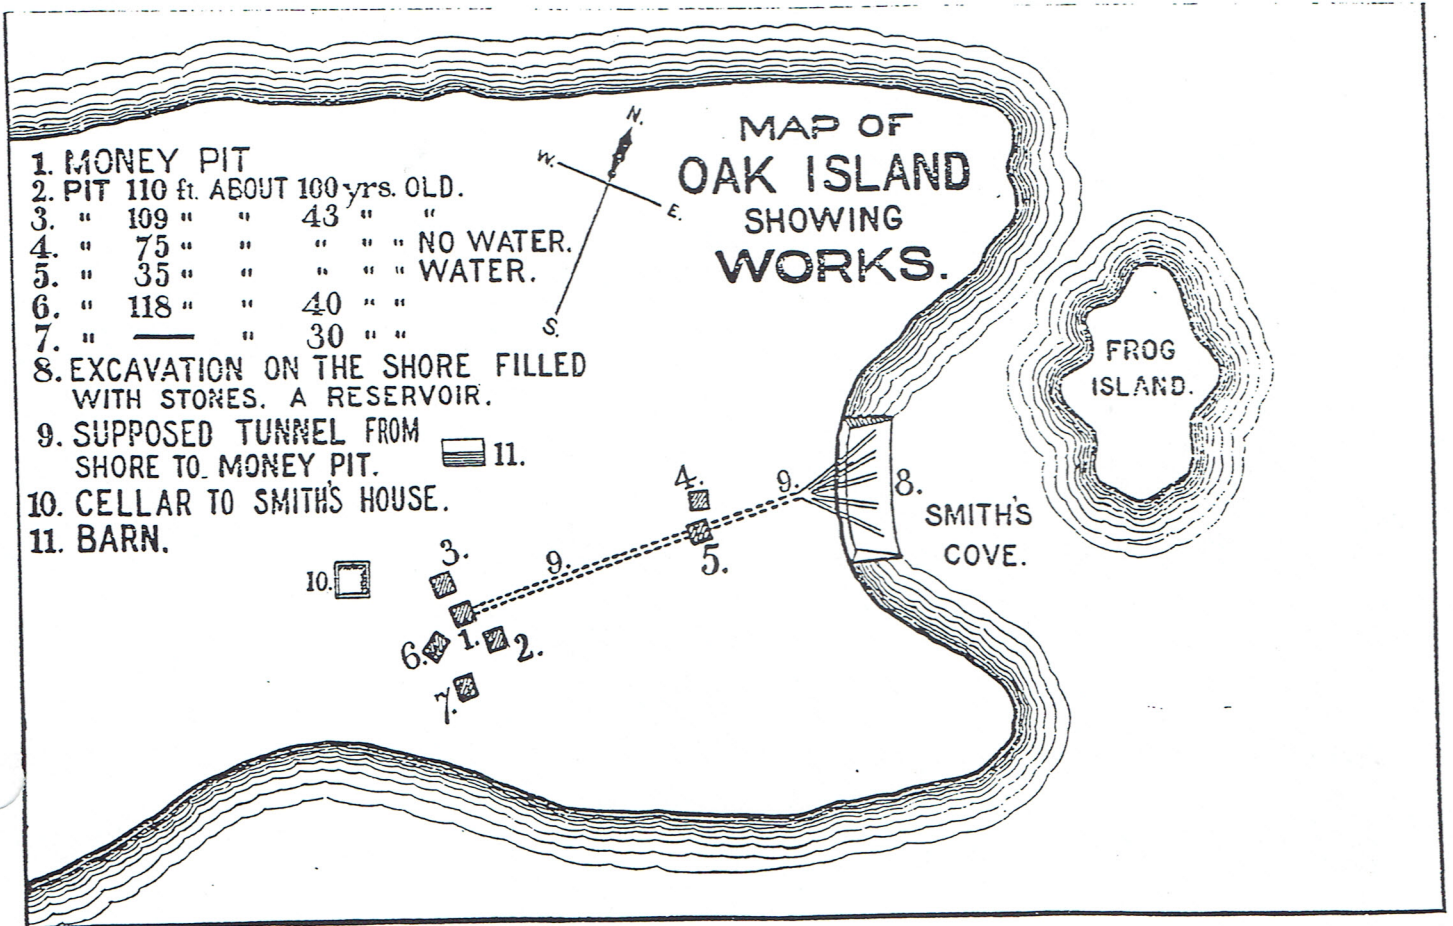 MAP OF
OAK ISLAND
SHOWING
WORKS.
N.
W.
E.
S.
1. MONEY PIT
2. PIT 110 ft. ABOUT 100 yrs. OLD.
3. " 109 " " 43 " "
4. " 75 " " " " " NO WATER.
5. " 35 " " " " " WATER.
6. " 118 " " 40 " "
7. " — " 30 " "
8. EXCAVATION ON THE SHORE FILLED
WITH STONES. A RESERVOIR.
9. SUPPOSED TUNNEL FROM
SHORE TO MONEY PIT.
10. CELLAR TO SMITH'S HOUSE.
11. BARN.
11.
FROG
ISLAND.
4.
9.
8.
SMITH'S
COVE.
5.
3.
9.
10.
1.
6.
2.
7.